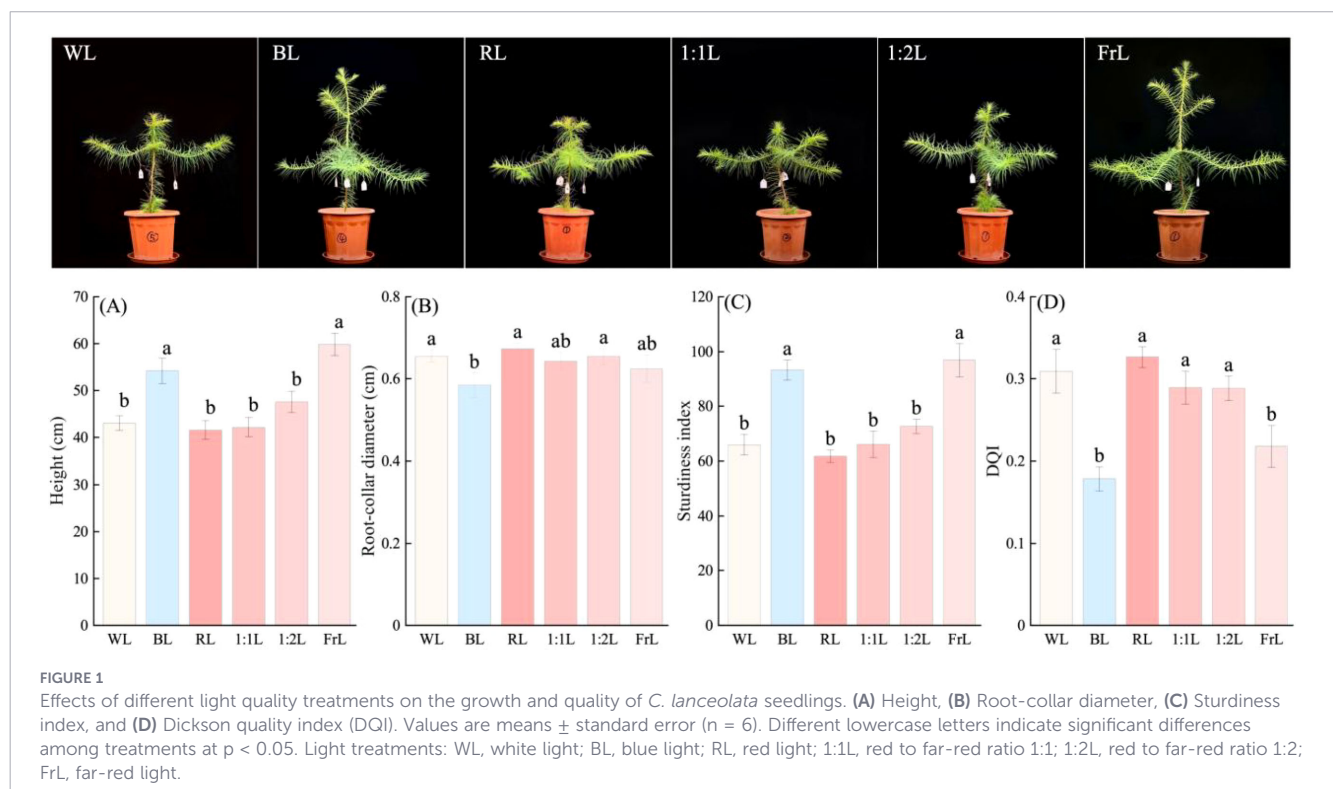 WL BL RL 1:1L 1:2L FrL
(A)
Height (cm)
70
60
50
40
30
20
10
0
b a b b b a
WL BL RL 1:1L 1:2L FrL
(B)
Root-collar diameter (cm)
0.8
0.6
0.4
0.2
0
a b a ab a ab
WL BL RL 1:1L 1:2L FrL
(C)
Sturdiness index
120
100
80
60
40
20
0
b a b b b a
WL BL RL 1:1L 1:2L FrL
(D)
DQI
0.4
0.3
0.2
0.1
0
a b a a a b
WL BL RL 1:1L 1:2L FrL
FIGURE 1
Effects of different light quality treatments on the growth and quality of C. lanceolata seedlings. (A) Height, (B) Root-collar diameter, (C) Sturdiness
index, and (D) Dickson quality index (DQI). Values are means ± standard error (n = 6). Different lowercase letters indicate significant differences
among treatments at p < 0.05. Light treatments: WL, white light; BL, blue light; RL, red light; 1:1L, red to far-red ratio 1:1; 1:2L, red to far-red ratio 1:2;
FrL, far-red light.